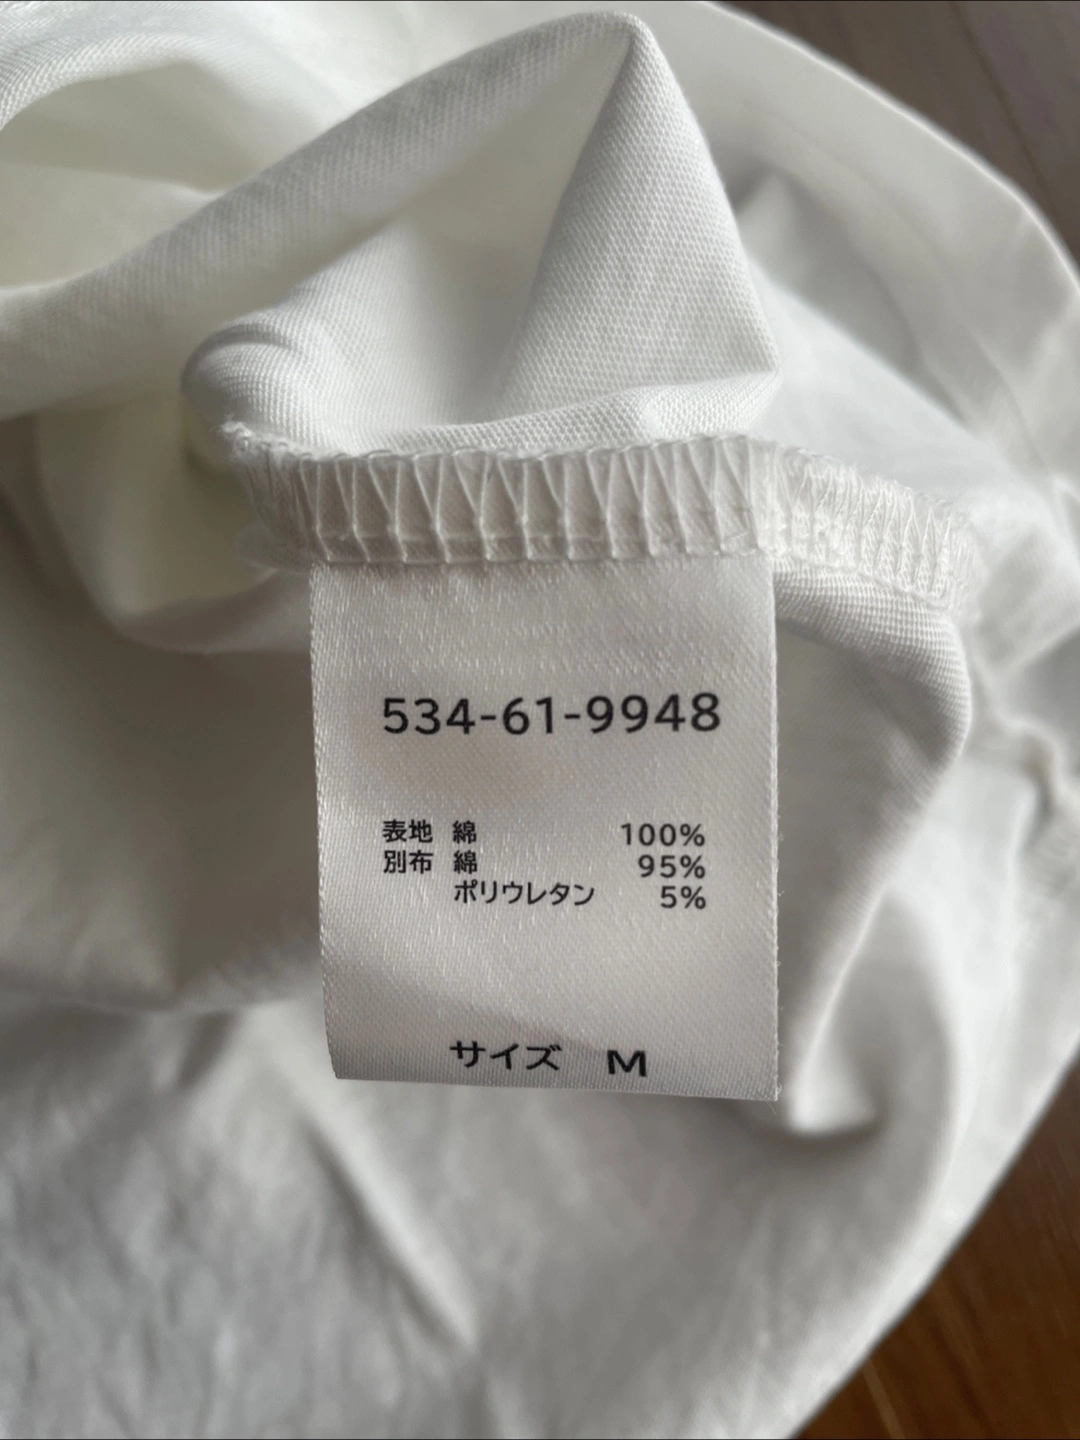 534-61-9948
表地 綿 100%
別布 綿 95%
ポリウレタン 5%
サイズ M